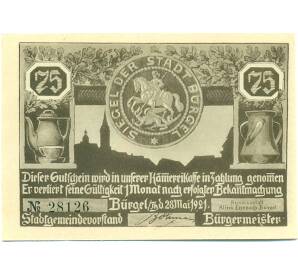 75 SIEGEL DER STADT BÜRGEL 75
Dieser Gutschein wird in unserer Kämmereikasse in Zahlung genommen
Er verliert seine Gültigkeit 1 Monat nach erfolgter Bekantmachung
Bürgel 28 Mai 1921.
№ 28126
Stadtgemeindevorstand Bürgermeister